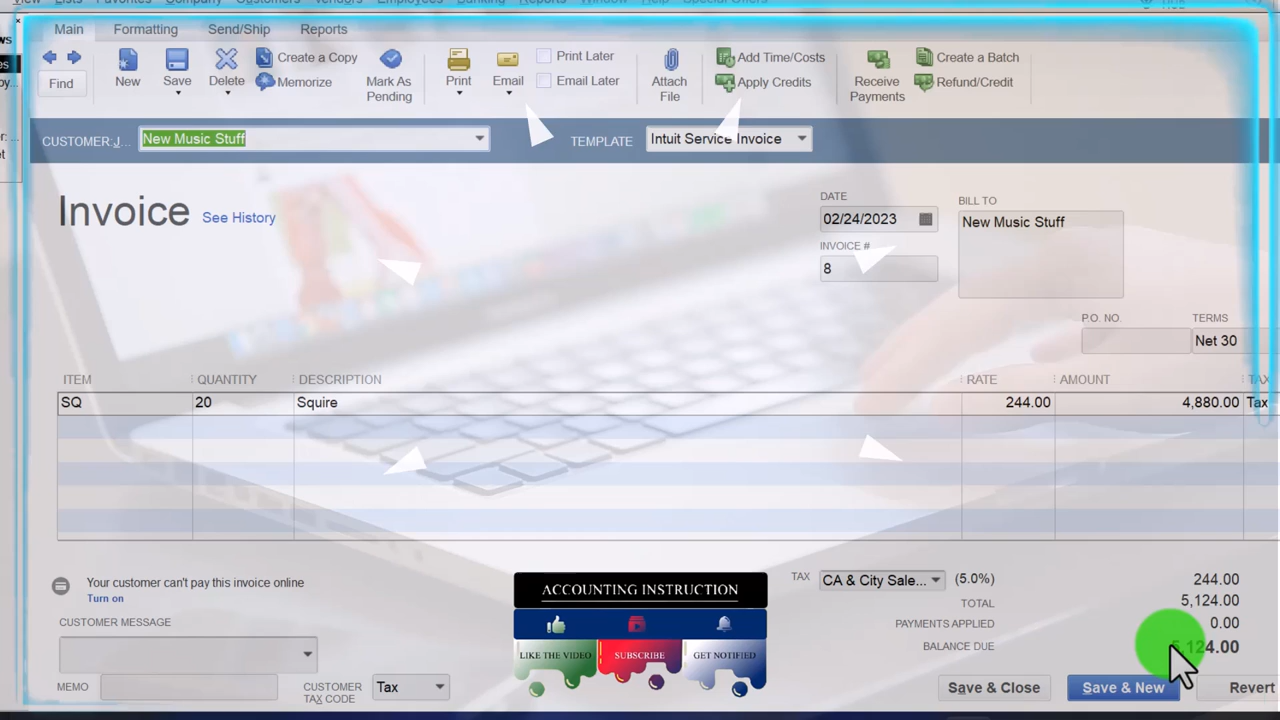 Main Formatting Send/Ship Reports
Find New Save Delete Create a Copy Memorize Mark As Pending Print Email Print Later Email Later Attach File Add Time/Costs Apply Credits Receive Payments Create a Batch Refund/Credit
CUSTOMER:J... New Music Stuff TEMPLATE Intuit Service Invoice
Invoice See History
DATE
02/24/2023
INVOICE #
8
BILL TO
New Music Stuff
P.O. NO. TERMS
Net 30
ITEM QUANTITY DESCRIPTION RATE AMOUNT TAX
SQ 20 Squire 244.00 4,880.00 Tax
Your customer can't pay this invoice online
Turn on
CUSTOMER MESSAGE
MEMO
CUSTOMER
TAX CODE
Tax
ACCOUNTING INSTRUCTION
LIKE THE VIDEO SUBSCRIBE GET NOTIFIED
TAX CA & City Sale... (5.0%) 244.00
TOTAL 5,124.00
PAYMENTS APPLIED 0.00
BALANCE DUE 5,124.00
Save & Close Save & New Revert